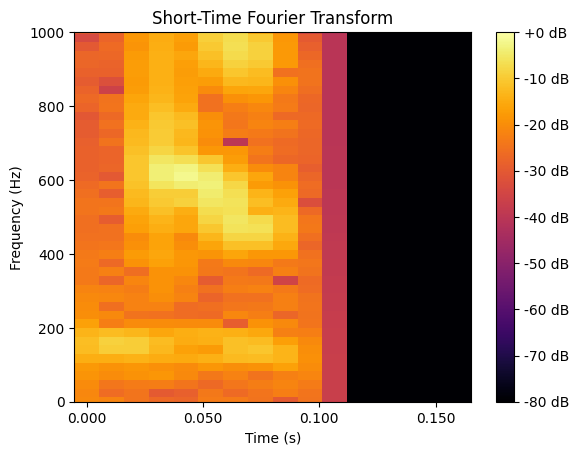 Short-Time Fourier Transform
1000
800
600
400
200
0
Frequency (Hz)
0.000
0.050
0.100
0.150
Time (s)
+0 dB
-10 dB
-20 dB
-30 dB
-40 dB
-50 dB
-60 dB
-70 dB
-80 dB